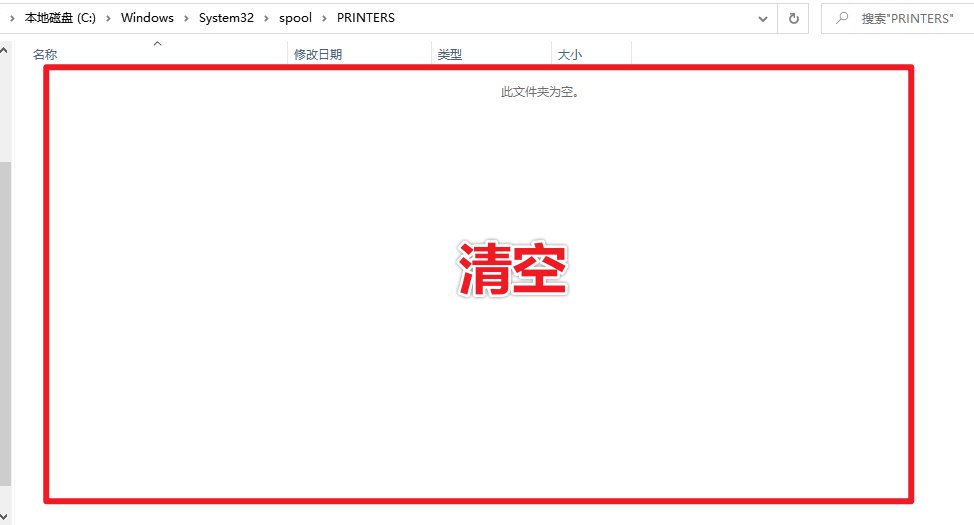 本地磁盘 (C:) › Windows › System32 › spool › PRINTERS
搜索"PRINTERS"
名称 修改日期 类型 大小
此文件夹为空。
清空